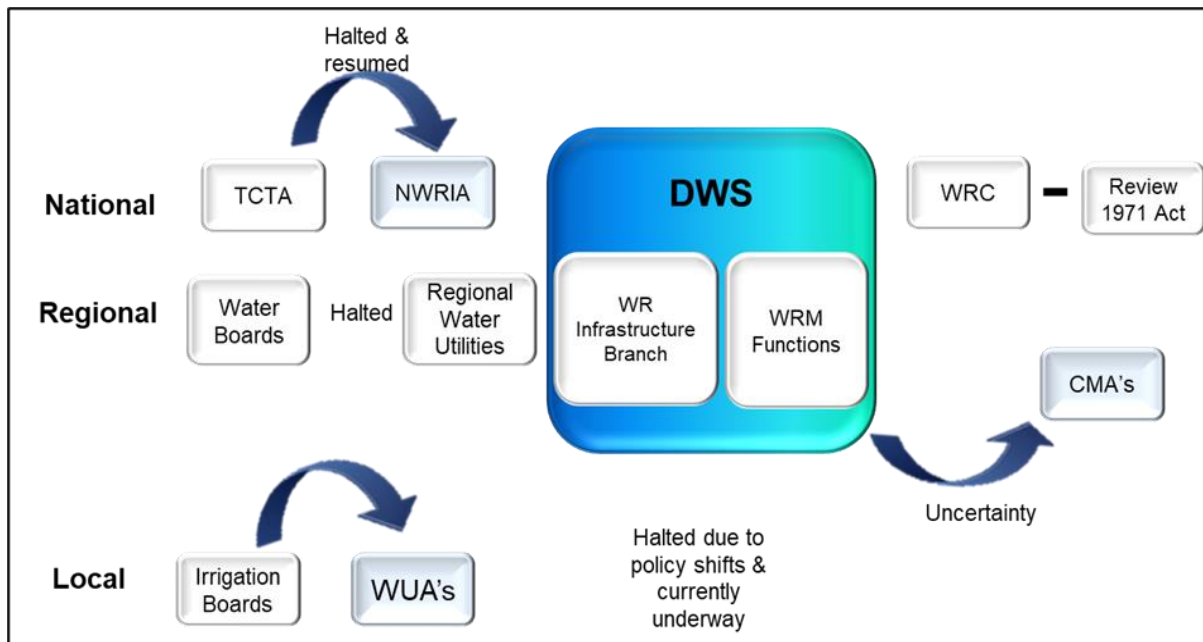 Halted &
resumed
National
TCTA
NWRIA
DWS
WRC
-
Review
1971 Act
Regional
Water
Boards
Halted
Regional
Water
Utilities
WR
Infrastructure
Branch
WRM
Functions
CMA's
Uncertainty
Local
Irrigation
Boards
WUA's
Halted due to
policy shifts &
currently
underway